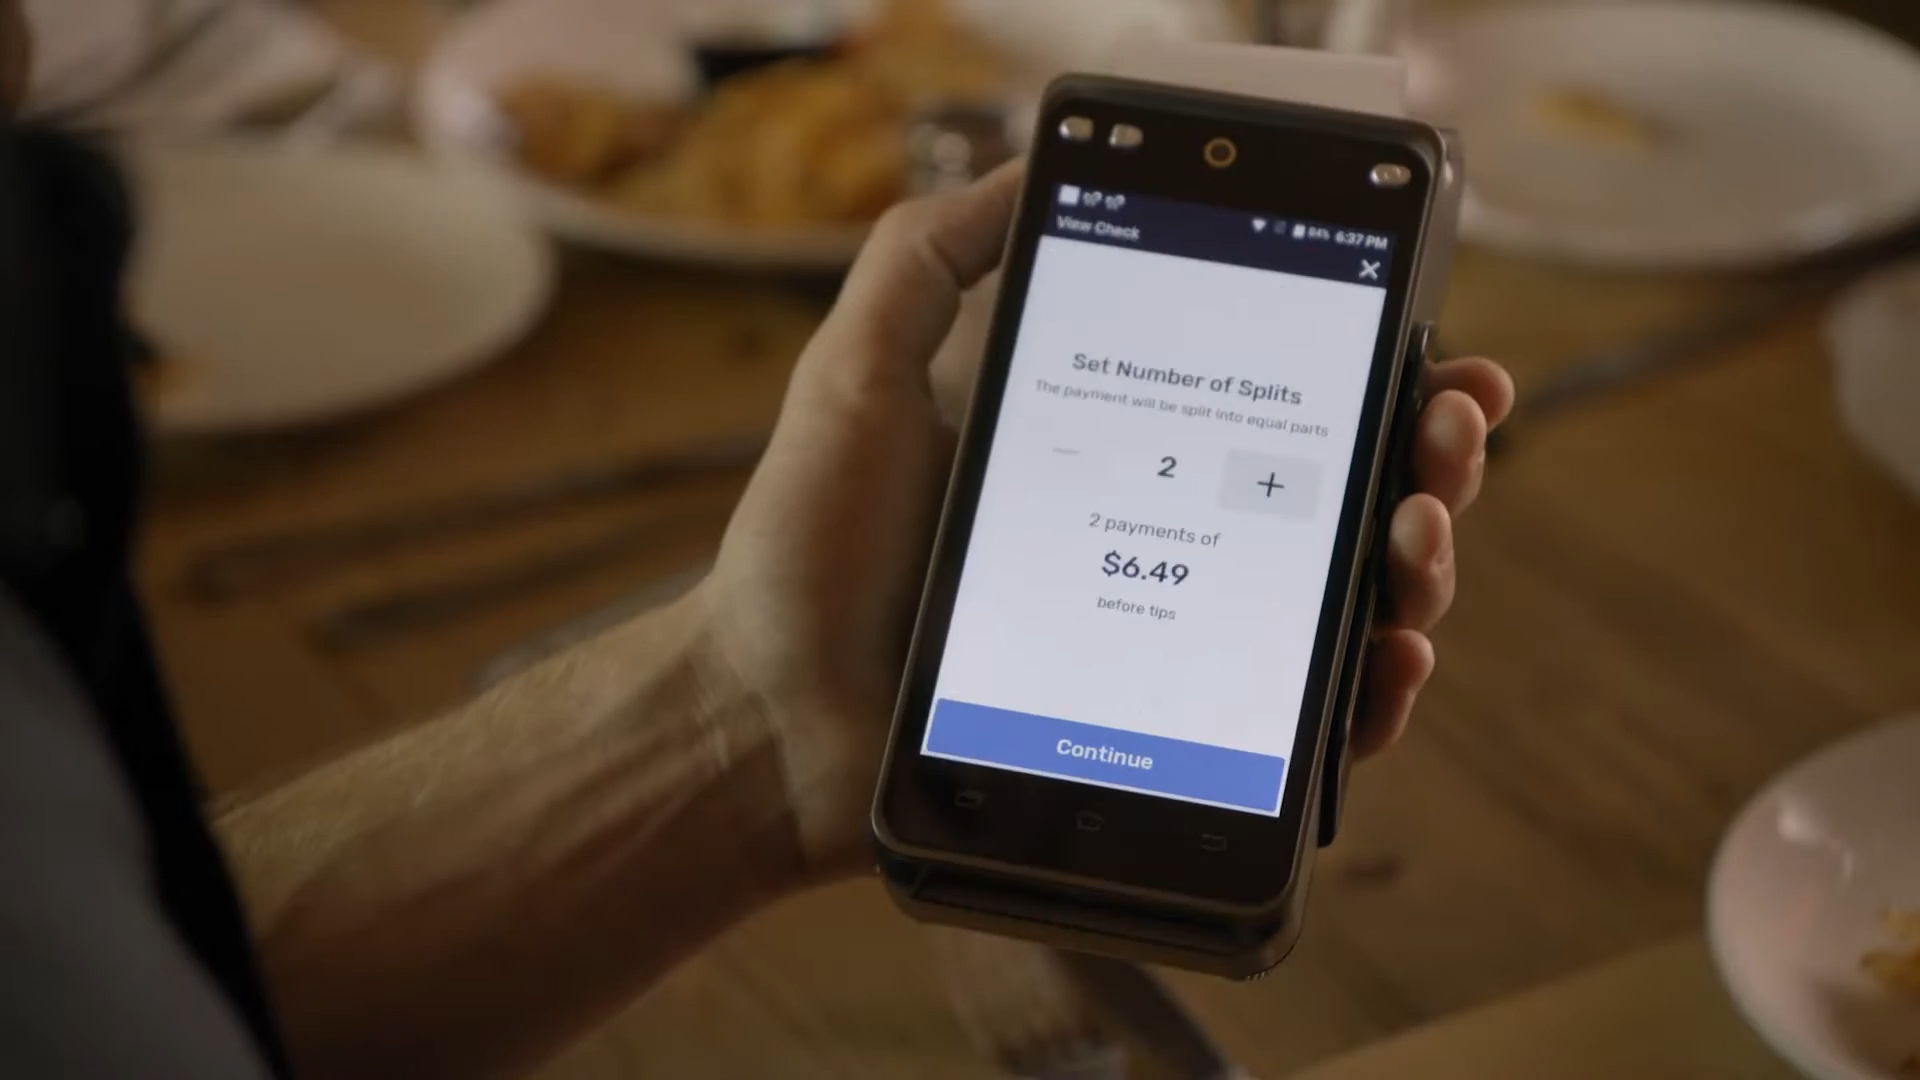 84% 6:37 PM
View Check
Set Number of Splits
The payment will be split into equal parts
2
2 payments of
$6.49
before tips
Continue